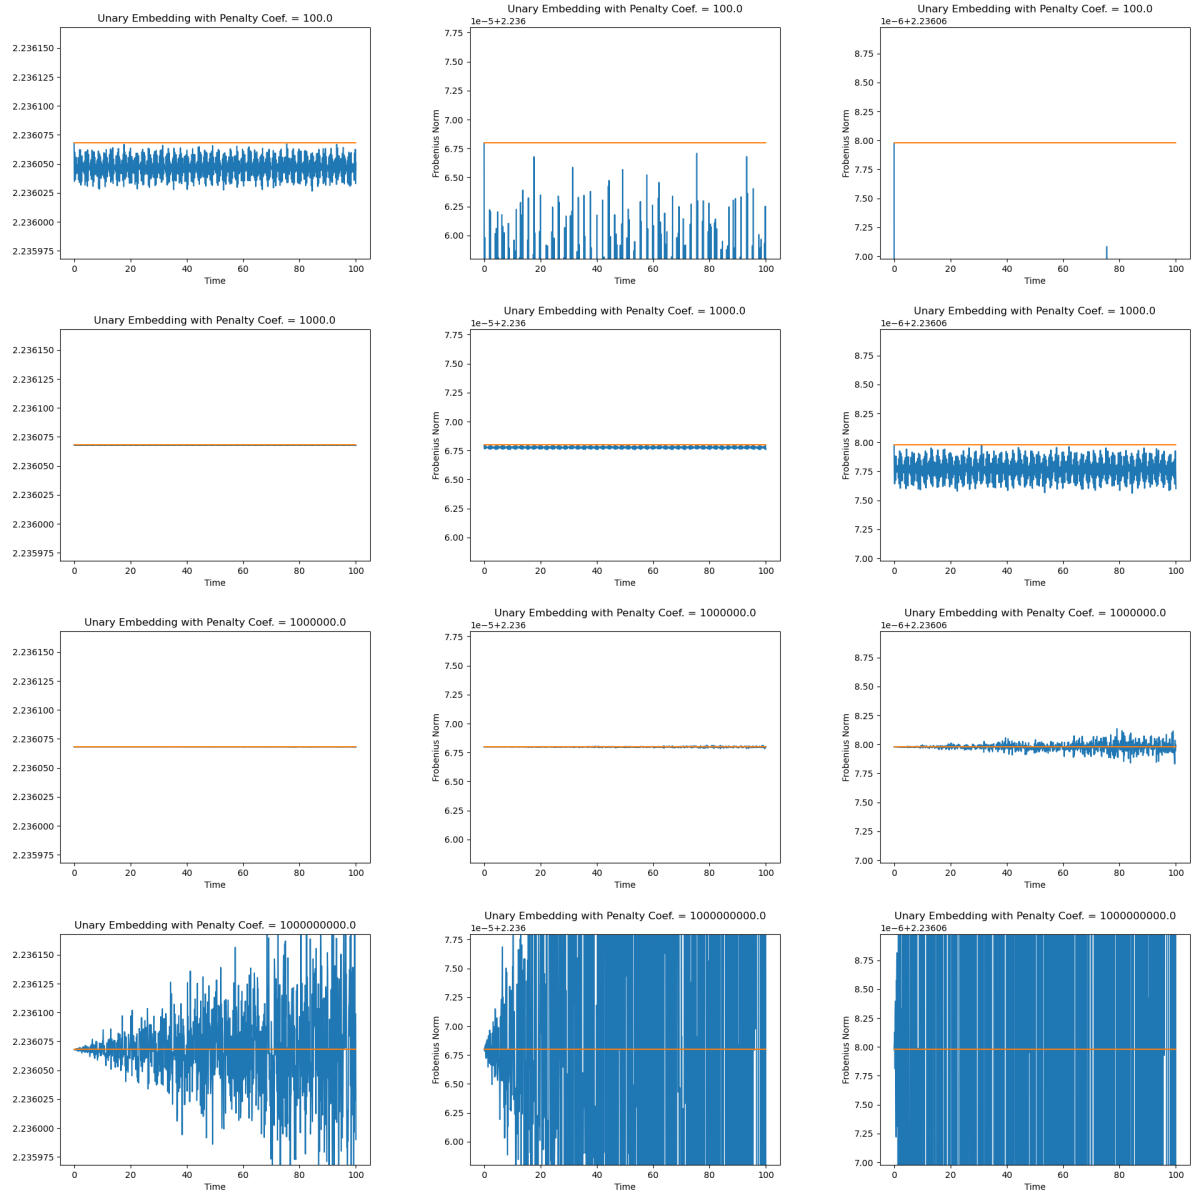 Unary Embedding with Penalty Coef. = 100.0
2.236150
2.236125
2.236100
2.236075
2.236050
2.236025
2.236000
2.235975
0 20 40 60 80 100
Time
Unary Embedding with Penalty Coef. = 100.0
1e−5+2.236
7.75
7.50
7.25
7.00
6.75
6.50
6.25
6.00
Frobenius Norm
0 20 40 60 80 100
Time
Unary Embedding with Penalty Coef. = 100.0
1e−6+2.23606
8.75
8.50
8.25
8.00
7.75
7.50
7.25
7.00
Frobenius Norm
0 20 40 60 80 100
Time
Unary Embedding with Penalty Coef. = 1000.0
2.236150
2.236125
2.236100
2.236075
2.236050
2.236025
2.236000
2.235975
0 20 40 60 80 100
Time
Unary Embedding with Penalty Coef. = 1000.0
1e−5+2.236
7.75
7.50
7.25
7.00
6.75
6.50
6.25
6.00
Frobenius Norm
0 20 40 60 80 100
Time
Unary Embedding with Penalty Coef. = 1000.0
1e−6+2.23606
8.75
8.50
8.25
8.00
7.75
7.50
7.25
7.00
Frobenius Norm
0 20 40 60 80 100
Time
Unary Embedding with Penalty Coef. = 1000000.0
2.236150
2.236125
2.236100
2.236075
2.236050
2.236025
2.236000
2.235975
0 20 40 60 80 100
Time
Unary Embedding with Penalty Coef. = 1000000.0
1e−5+2.236
7.75
7.50
7.25
7.00
6.75
6.50
6.25
6.00
Frobenius Norm
0 20 40 60 80 100
Time
Unary Embedding with Penalty Coef. = 1000000.0
1e−6+2.23606
8.75
8.50
8.25
8.00
7.75
7.50
7.25
7.00
Frobenius Norm
0 20 40 60 80 100
Time
Unary Embedding with Penalty Coef. = 1000000000.0
2.236150
2.236125
2.236100
2.236075
2.236050
2.236025
2.236000
2.235975
0 20 40 60 80 100
Time
Unary Embedding with Penalty Coef. = 1000000000.0
1e−5+2.236
7.75
7.50
7.25
7.00
6.75
6.50
6.25
6.00
Frobenius Norm
0 20 40 60 80 100
Time
Unary Embedding with Penalty Coef. = 1000000000.0
1e−6+2.23606
8.75
8.50
8.25
8.00
7.75
7.50
7.25
7.00
Frobenius Norm
0 20 40 60 80 100
Time